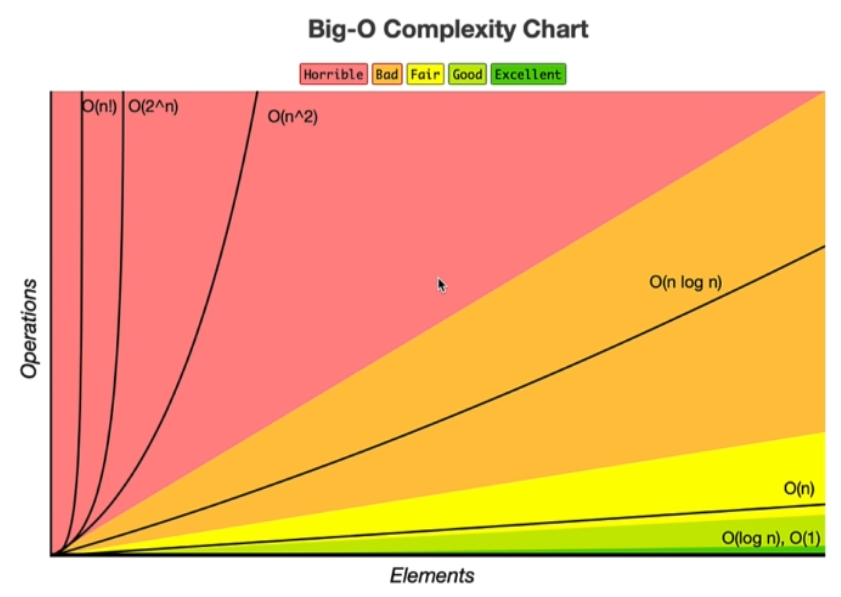 Big-O Complexity Chart
Horrible Bad Fair Good Excellent
O(n!) O(2^n)
O(n^2)
O(n log n)
O(n)
O(log n), O(1)
Operations
Elements